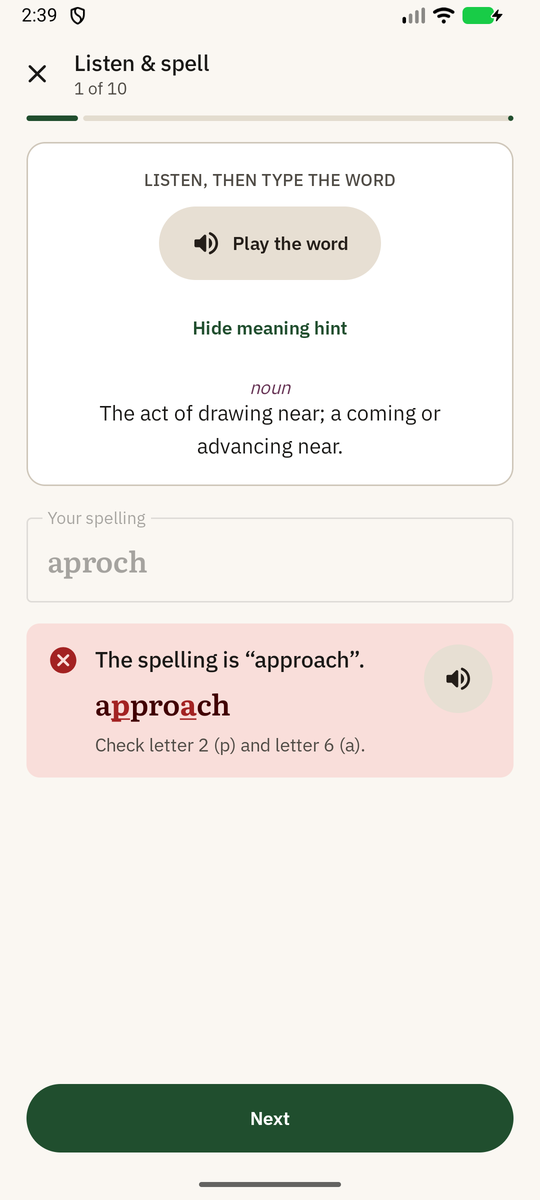 2:39
Listen & spell
1 of 10
LISTEN, THEN TYPE THE WORD
Play the word
Hide meaning hint
noun
The act of drawing near; a coming or
advancing near.
Your spelling
aproch
The spelling is “approach”.
approach
Check letter 2 (p) and letter 6 (a).
Next